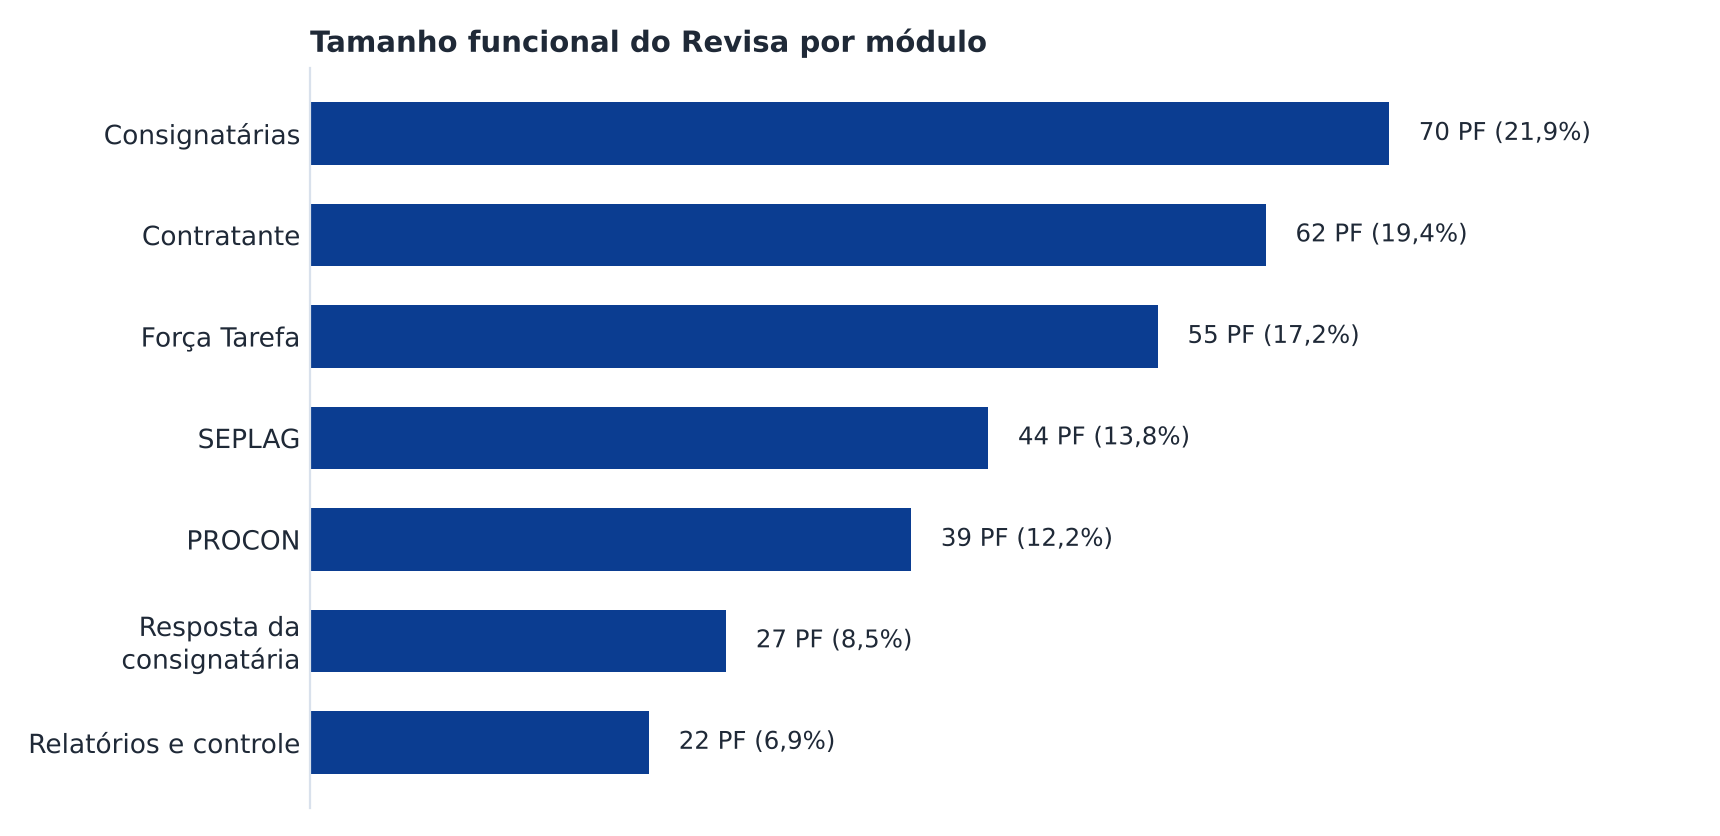 Tamanho funcional do Revisa por módulo
Consignatárias
70 PF (21,9%)
Contratante
62 PF (19,4%)
Força Tarefa
55 PF (17,2%)
SEPLAG
44 PF (13,8%)
PROCON
39 PF (12,2%)
Resposta da
consignatária
27 PF (8,5%)
Relatórios e controle
22 PF (6,9%)